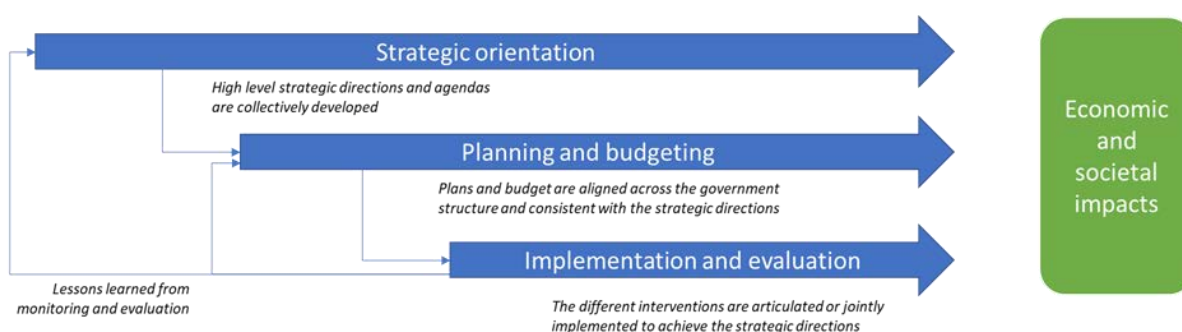 Strategic orientation
High level strategic directions and agendas
are collectively developed
Planning and budgeting
Plans and budget are aligned across the government
structure and consistent with the strategic directions
Implementation and evaluation
Lessons learned from
monitoring and evaluation
The different interventions are articulated or jointly
implemented to achieve the strategic directions
Economic
and
societal
impacts